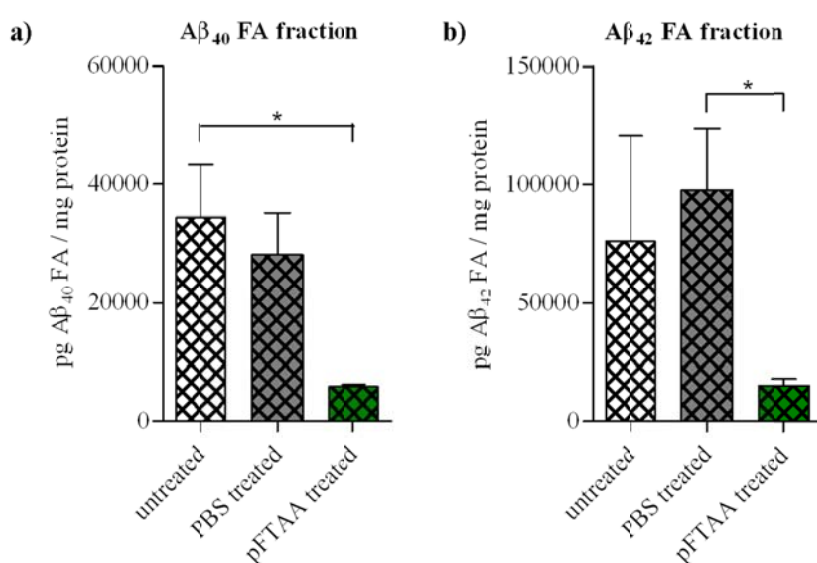 a)
Aβ₄₀ FA fraction
pg Aβ₄₀ FA / mg protein
60000
40000
20000
0
*
untreated
PBS treated
pFTAA treated
b)
Aβ₄₂ FA fraction
pg Aβ₄₂ FA / mg protein
150000
100000
50000
0
*
untreated
PBS treated
pFTAA treated